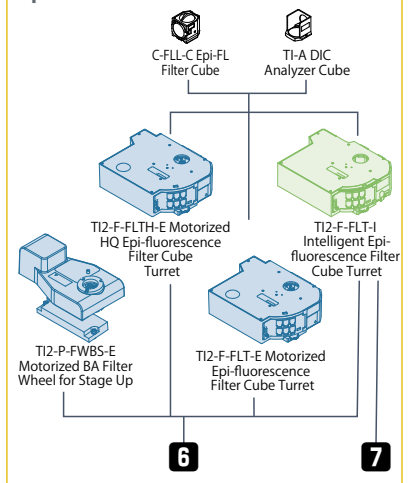 C-FLL-C Epi-FL
Filter Cube
TI-A DIC
Analyzer Cube
TI2-F-FLTH-E Motorized
HQ Epi-fluorescence
Filter Cube
Turret
TI2-F-FLT-I
Intelligent Epi-
fluorescence Filter
Cube Turret
TI2-P-FWBS-E
Motorized BA Filter
Wheel for Stage Up
TI2-F-FLT-E Motorized
Epi-fluorescence
Filter Cube Turret
6
7